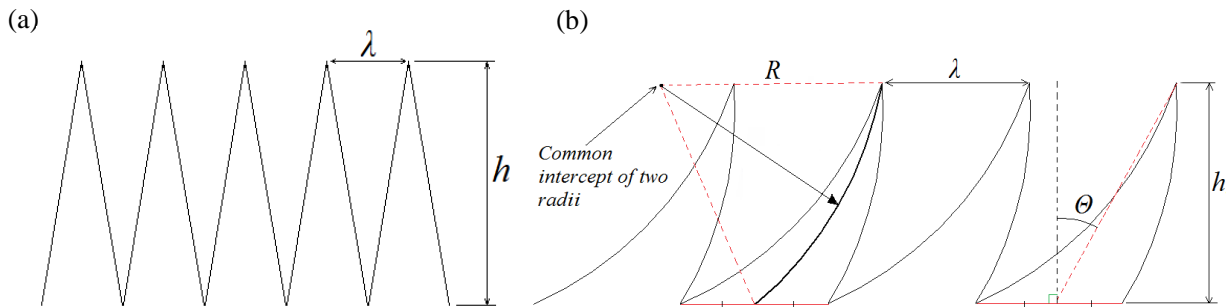 (a)
λ
h
(b)
R
λ
Common
intercept of two
radii
Θ
h